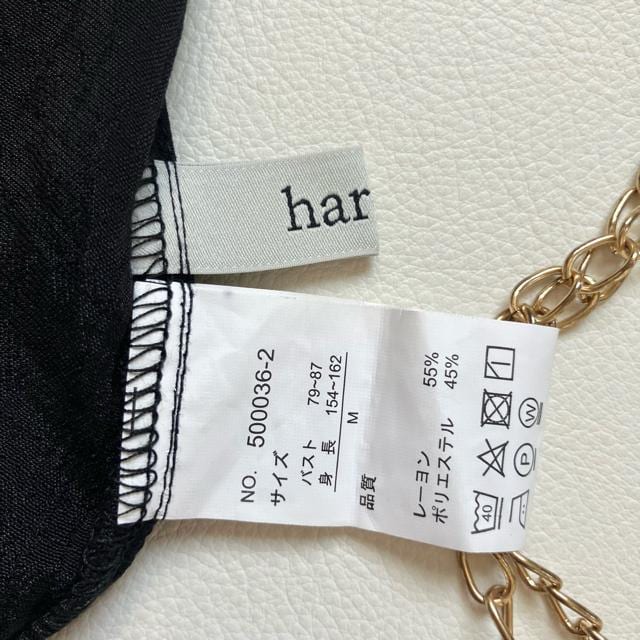 har
NO. 500036-2
サイズ
バスト 79~87
身長 154~162
M
品質
レーヨン 55%
ポリエステル 45%
40
P W